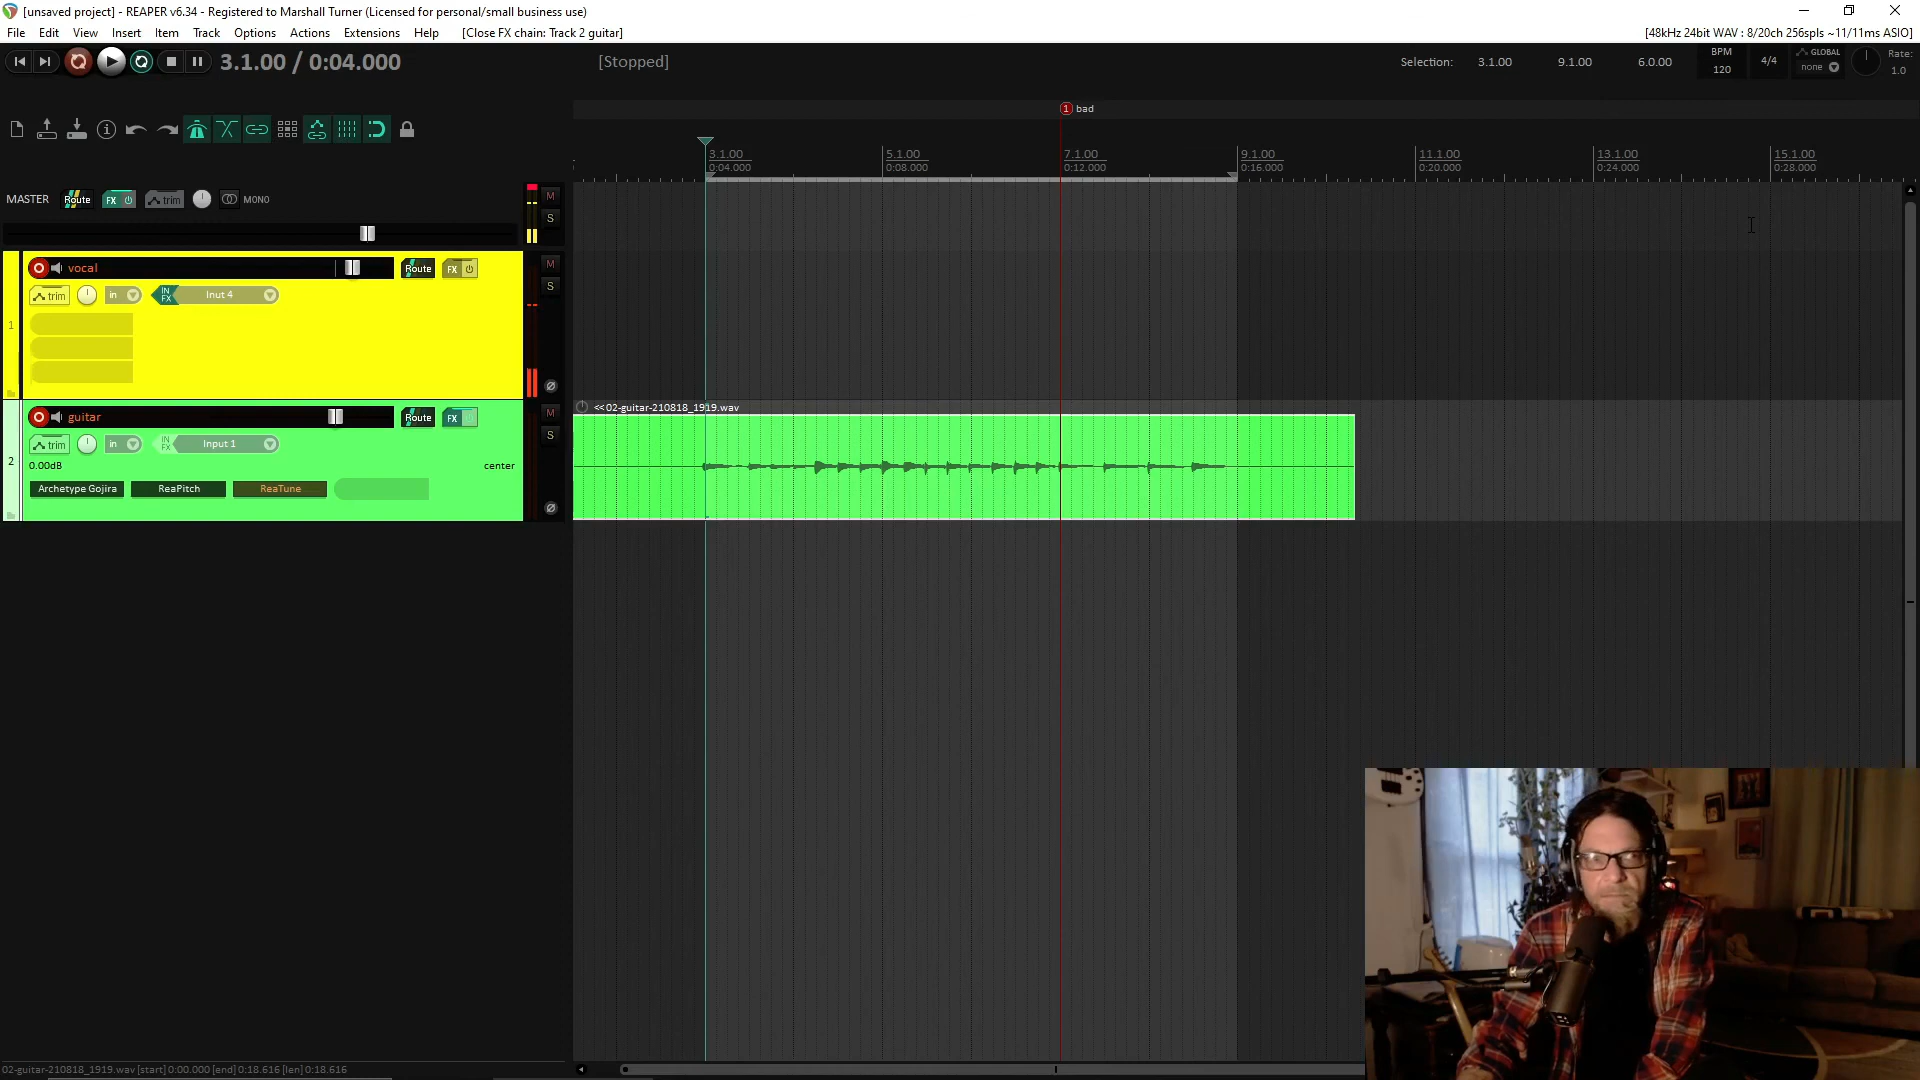 [unsaved project] - REAPER v6.34 - Registered to Marshall Turner (Licensed for personal/small business use)
File Edit View Insert Item Track Options Actions Extensions Help [Close FX chain: Track 2 guitar] [48kHz 24bit WAV : 8/20ch 256spls ~11/11ms ASIO]
3.1.00 / 0:04.000 [Stopped] Selection: 3.1.00 9.1.00 6.0.00 BPM 120 4/4 GLOBAL none Rate: 1.0
1 bad
3.1.00 5.1.00 7.1.00 9.1.00 11.1.00 13.1.00 15.1.00
0:04.000 0:08.000 0:12.000 0:16.000 0:20.000 0:24.000 0:28.000
MASTER Route FX trim MONO M
S
vocal Route FX M
S
trim in IN FX Inut 4
1
<<02-guitar-210818_1919.wav
guitar Route FX M
S
trim in IN FX Input 1
2
0.00dB center
Archetype Gojira ReaPitch ReaTune
02-guitar-210818_1919.wav [start] 0:00.000 [end] 0:18.616 [len] 0:18.616